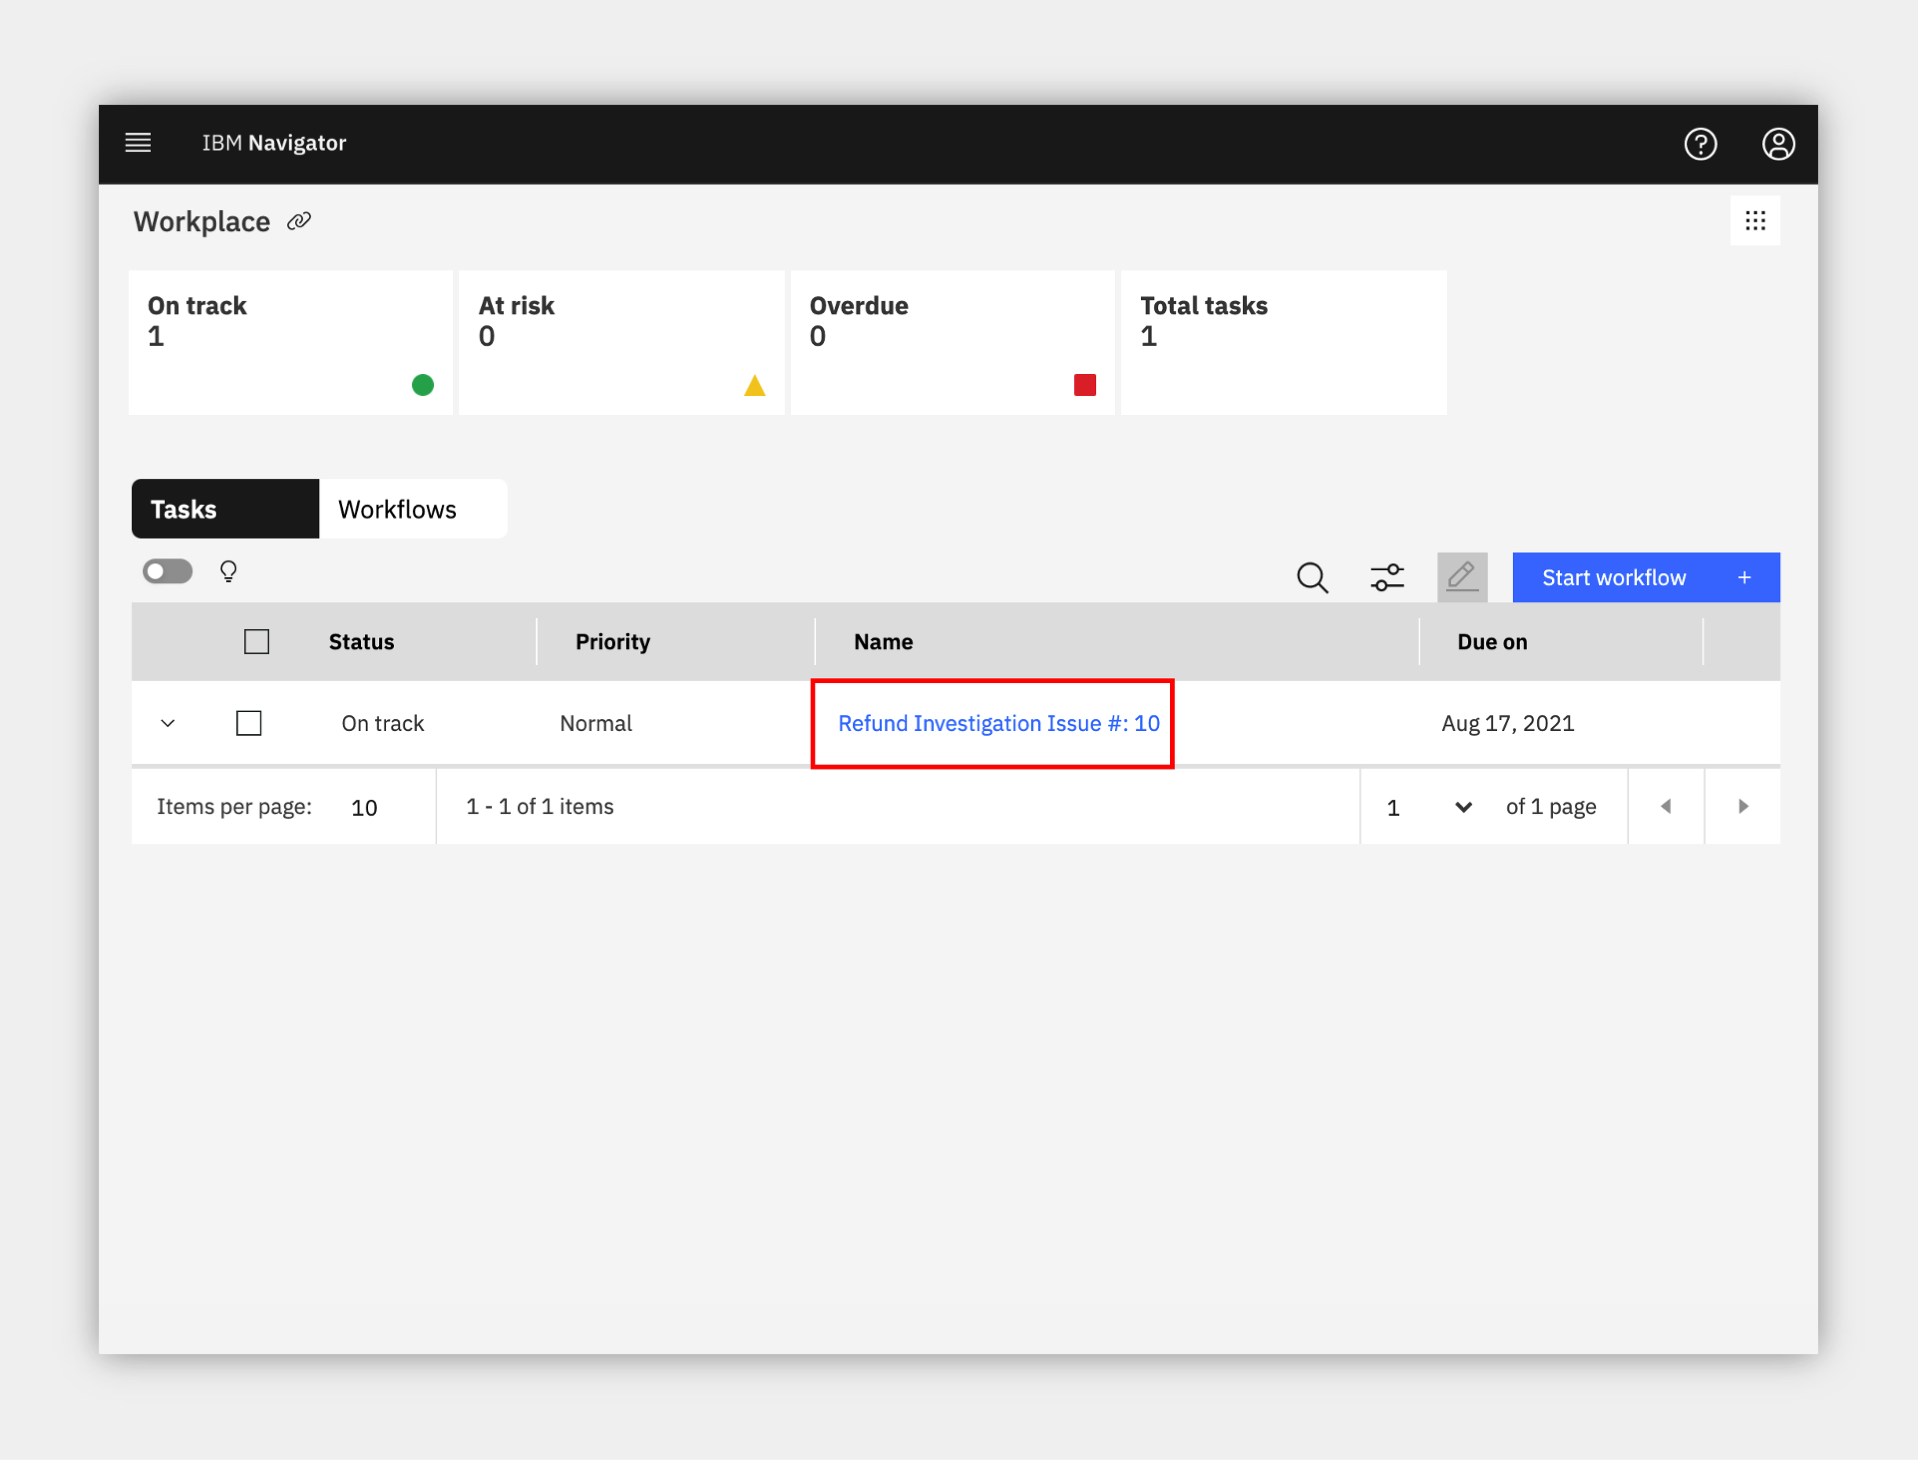 IBM Navigator
Workplace
On track
1
At risk
0
Overdue
0
Total tasks
1
Tasks
Workflows
Start workflow +
Status Priority Name Due on
On track Normal Refund Investigation Issue #: 10 Aug 17, 2021
Items per page: 10 1 - 1 of 1 items 1 of 1 page